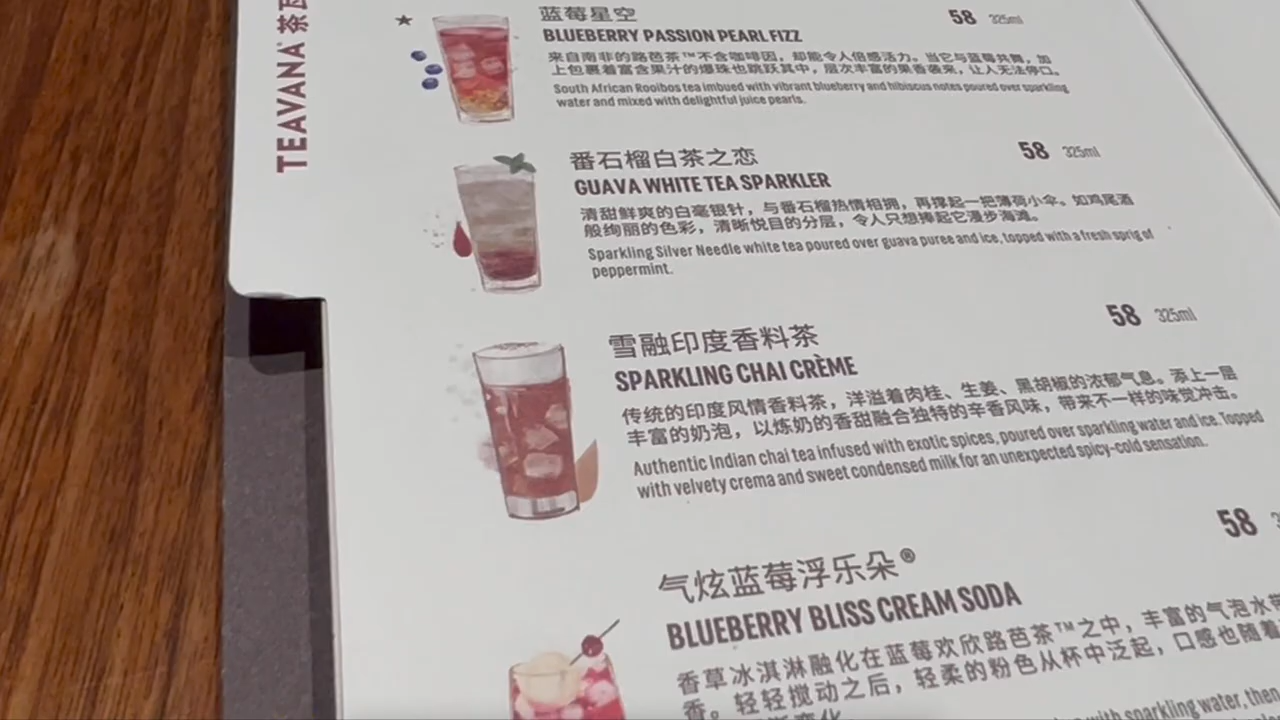 TEAVANA® 茶瓦
蓝莓星空 58 325ml
BLUEBERRY PASSION PEARL FIZZ
来自南非的路芭茶™不含咖啡因，却能令人倍感活力。当它与蓝莓共舞，加
上包裹着富含果汁的爆珠也跳跃其中，层次丰富的果香袭来，让人无法停口。
South African Rooibos tea imbued with vibrant blueberry and hibiscus notes poured over sparkling
water and mixed with delightful juice pearls.
番石榴白茶之恋 58 325ml
GUAVA WHITE TEA SPARKLER
清甜鲜爽的白毫银针，与番石榴热情相拥，再撑起一把薄荷小伞。如鸡尾酒
般绚丽的色彩，清晰悦目的分层，令人只想捧起它漫步海滩。
Sparkling Silver Needle white tea poured over guava puree and ice, topped with a fresh sprig of
peppermint.
雪融印度香料茶 58 325ml
SPARKLING CHAI CRÈME
传统的印度风情香料茶，洋溢着肉桂、生姜、黑胡椒的浓郁气息。添上一层
丰富的奶泡，以炼奶的香甜融合独特的辛香风味，带来不一样的味觉冲击。
Authentic Indian chai tea infused with exotic spices, poured over sparkling water and ice. Topped
with velvety crema and sweet condensed milk for an unexpected spicy-cold sensation.
气炫蓝莓浮乐朵® 58
BLUEBERRY BLISS CREAM SODA
香草冰淇淋融化在蓝莓欢欣路芭茶™之中，丰富的气泡水带
香。轻轻搅动之后，轻柔的粉色从杯中泛起，口感也随着
with sparkling water, then